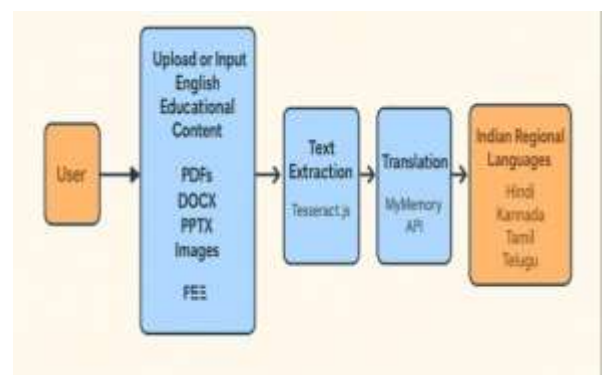 User
Upload or Input
English
Educational
Content
PDFs
DOCX
PPTX
Images
Text
Extraction
Tesseract.js
Translation
MyMemory
API
Indian Regional
Languages
Hindi
Kannada
Tamil
Telugu